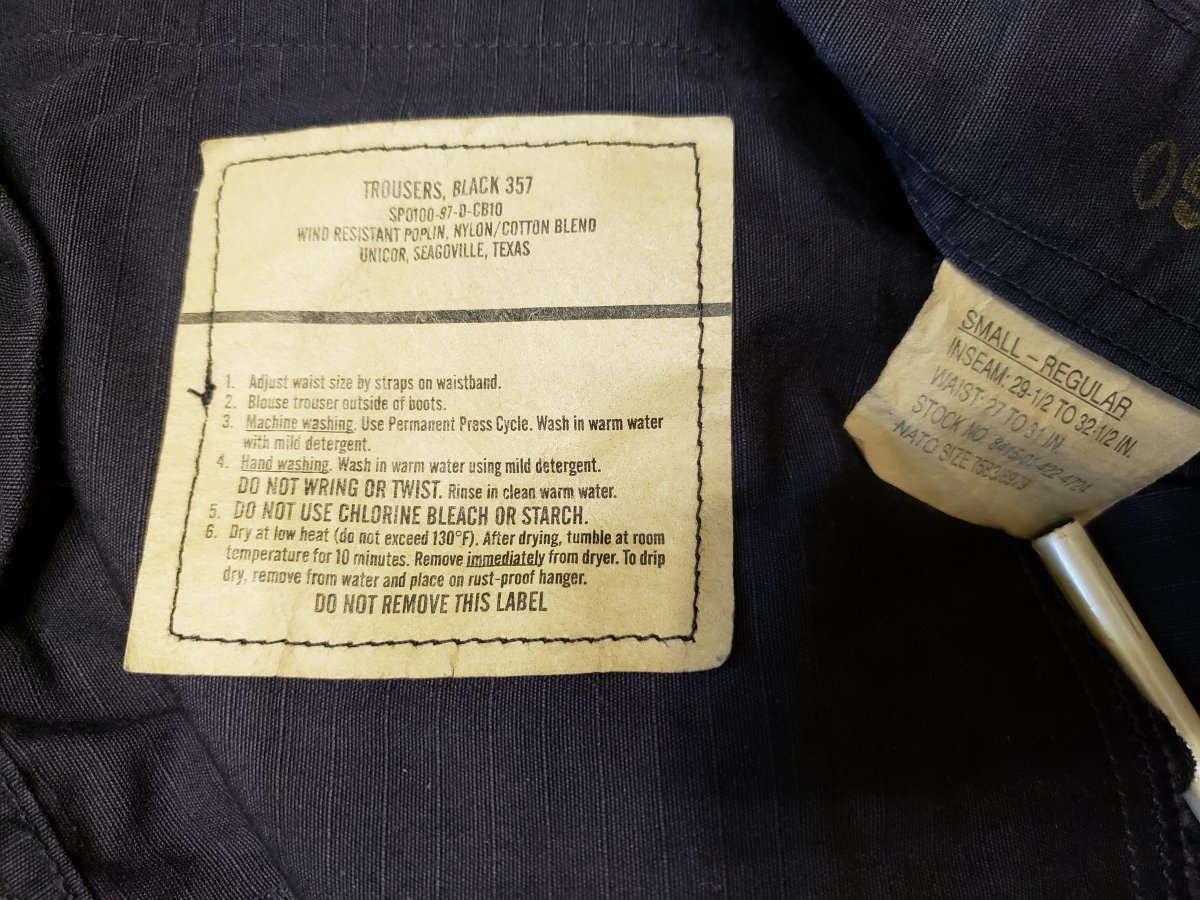 TROUSERS, BLACK 357
SPO100-97-D-CB10
WIND RESISTANT POPLIN, NYLON/COTTON BLEND
UNICOR, SEAGOVILLE, TEXAS
1. Adjust waist size by straps on waistband.
2. Blouse trouser outside of boots.
3. Machine washing. Use Permanent Press Cycle. Wash in warm water
with mild detergent.
4. Hand washing. Wash in warm water using mild detergent.
DO NOT WRING OR TWIST. Rinse in clean warm water.
5. DO NOT USE CHLORINE BLEACH OR STARCH.
6. Dry at low heat (do not exceed 130°F). After drying, tumble at room
temperature for 10 minutes. Remove immediately from dryer. To drip
dry, remove from water and place on rust-proof hanger.
DO NOT REMOVE THIS LABEL
SMALL – REGULAR
INSEAM: 29-1/2 TO 32-1/2 IN.
WAIST: 27 TO 31 IN.
STOCK NO. 8415-01-422-4724
NATO SIZE